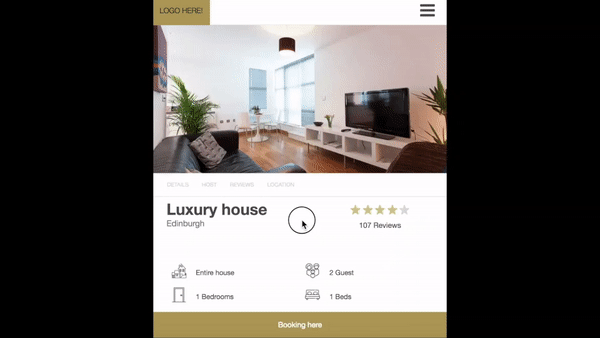 LOGO HERE!
DETAILS HOST REVIEWS LOCATION
Luxury house
Edinburgh
107 Reviews
Entire house
2 Guest
1 Bedrooms
1 Beds
Booking here